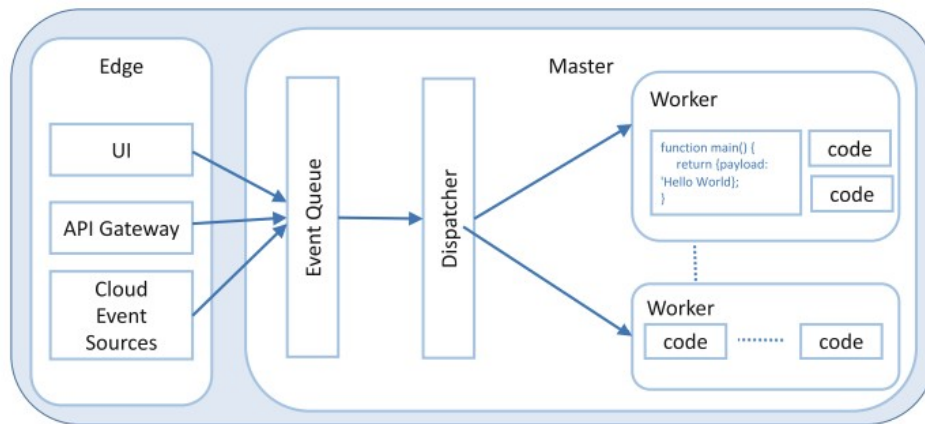 Edge
UI
API Gateway
Cloud
Event
Sources
Master
Event Queue
Dispatcher
Worker
function main() {
return {payload:
'Hello World};
}
code
code
Worker
code
code